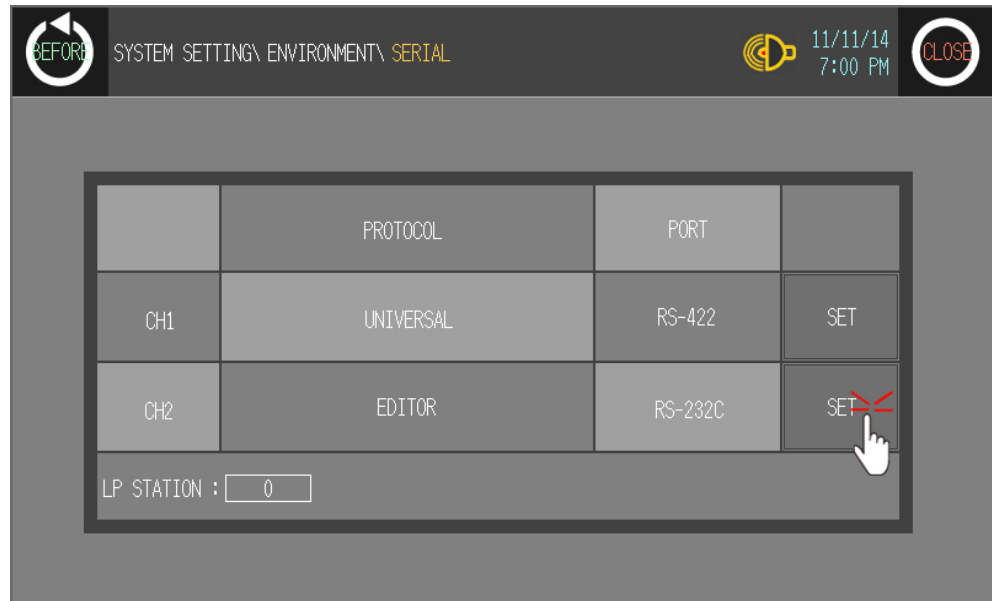 BEFORE
SYSTEM SETTING\ ENVIRONMENT\ SERIAL
11/11/14
7:00 PM
CLOSE
PROTOCOL PORT
CH1 UNIVERSAL RS-422 SET
CH2 EDITOR RS-232C SET
LP STATION : 0